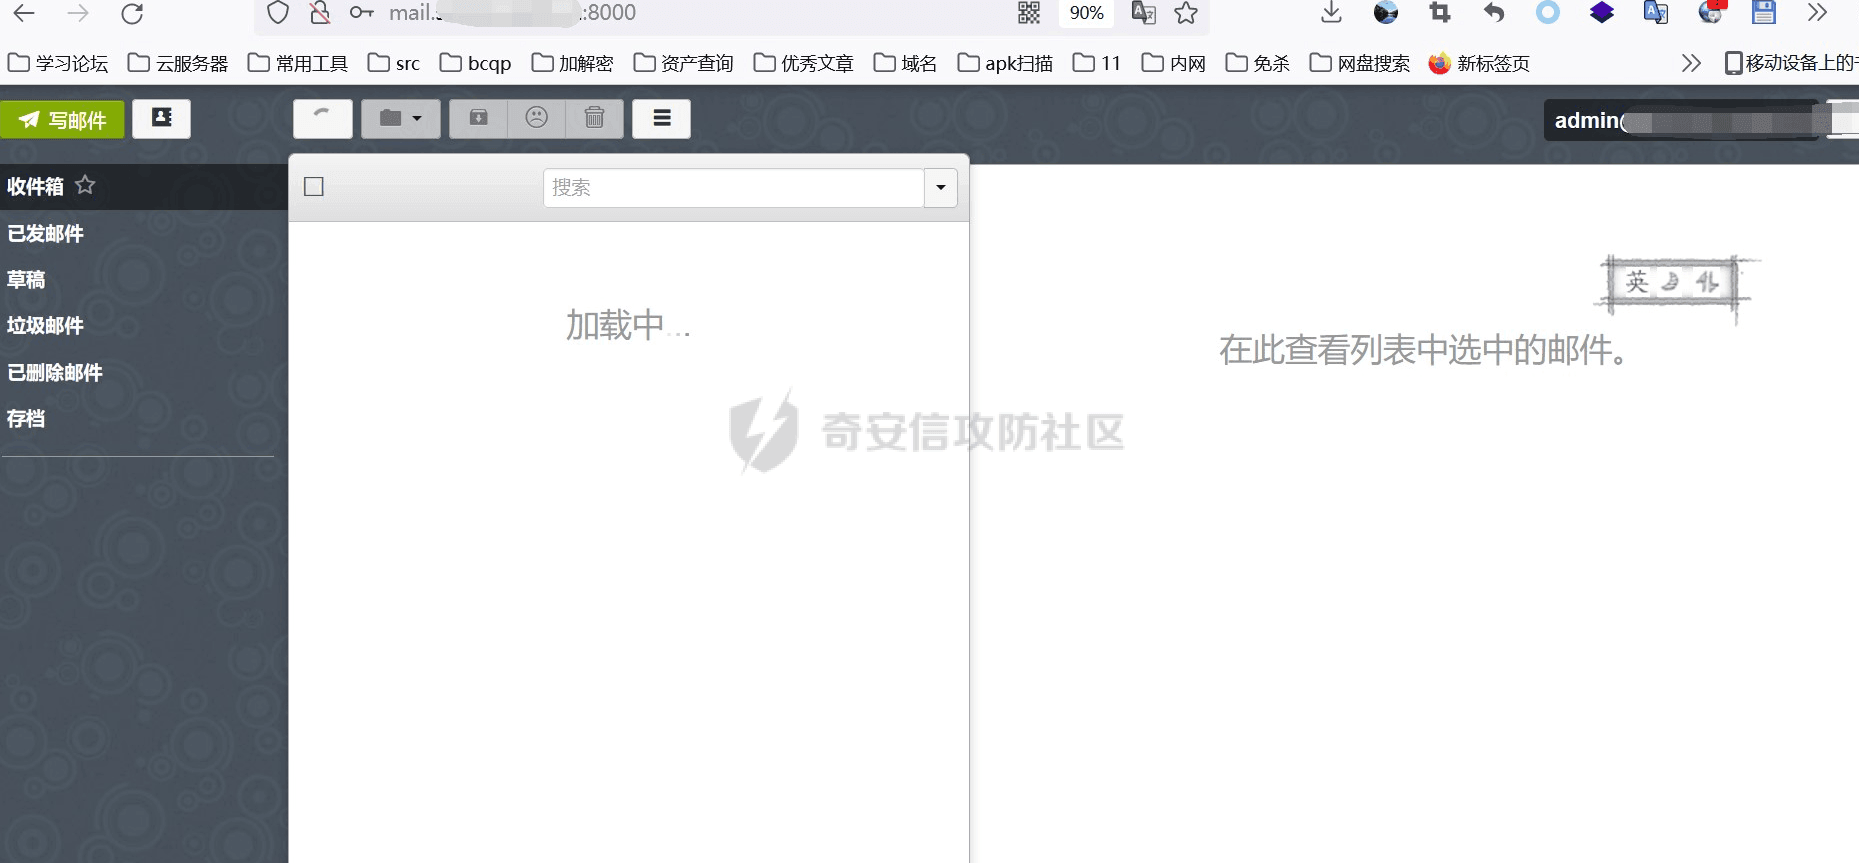 mail. :8000 90%
学习论坛 云服务器 常用工具 src bcqp 加解密 资产查询 优秀文章 域名 apk扫描 11 内网 免杀 网盘搜索 新标签页 移动设备上的
写邮件 admin@
收件箱
搜索
已发邮件
草稿
英
加载中...
垃圾邮件
在此查看列表中选中的邮件。
已删除邮件
存档
奇安信攻防社区